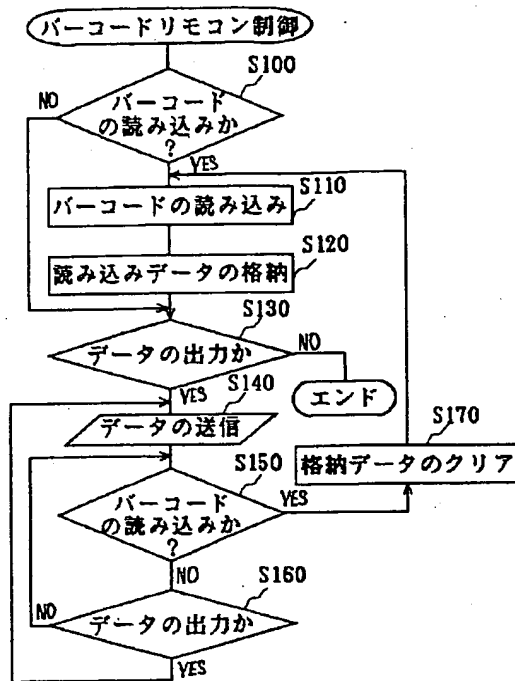 バーコードリモコン制御
S100
NO
バーコード
の読み込みか
?
YES
S110
バーコードの読み込み
S120
読み込みデータの格納
S130
データの出力か
NO
YES
エンド
S140
データの送信
S170
格納データのクリア
S150
バーコード
の読み込みか
?
YES
NO
S160
NO
データの出力か
YES